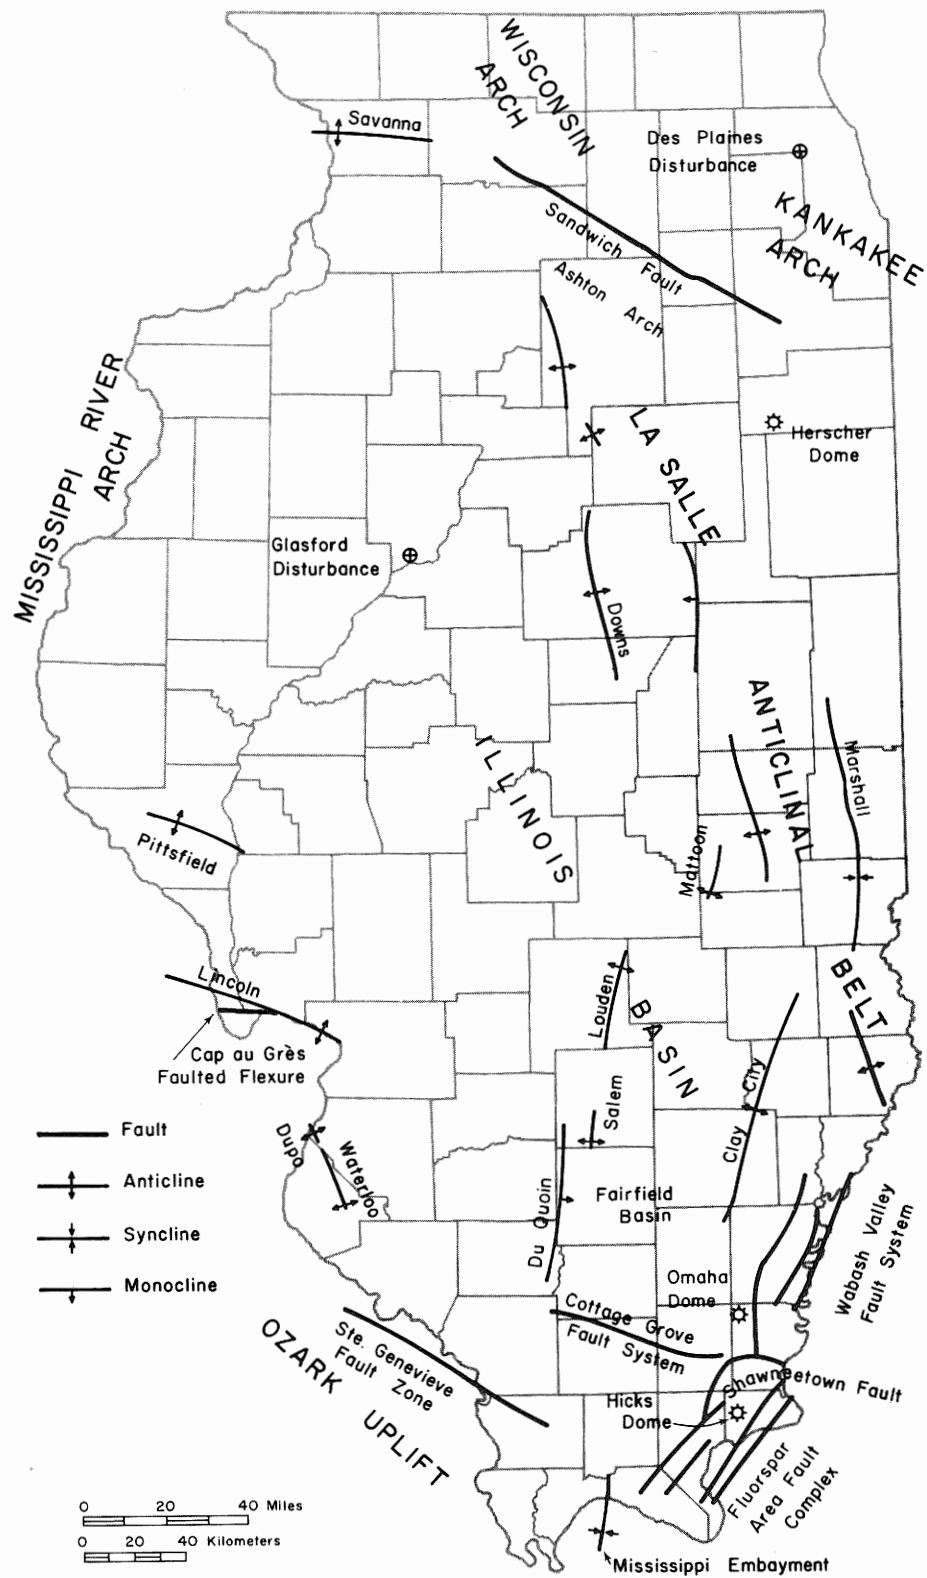 WISCONSIN
ARCH
Savanna
Des Plaines
Disturbance
KANKAKEE
ARCH
Sandwich Fault
Ashton Arch
MISSISSIPPI RIVER
ARCH
LA SALLE
Herscher
Dome
Glasford
Disturbance
Downs
ANTICLINAL
Marshall
ILLINOIS
Mattoon
Pittsfield
BELT
Lincoln
Louden
BASIN
Cap au Grès
Faulted Flexure
Clay City
Salem
Fault
Dupo
Waterloo
Anticline
Du Quoin
Fairfield
Basin
Wabash Valley
Fault System
Syncline
Monocline
Omaha
Dome
Cottage Grove
Fault System
OZARK
UPLIFT
Ste. Genevieve
Fault Zone
Shawneetown Fault
Hicks
Dome
Fluorspar
Area Fault
Complex
0 20 40 Miles
0 20 40 Kilometers
Mississippi Embayment